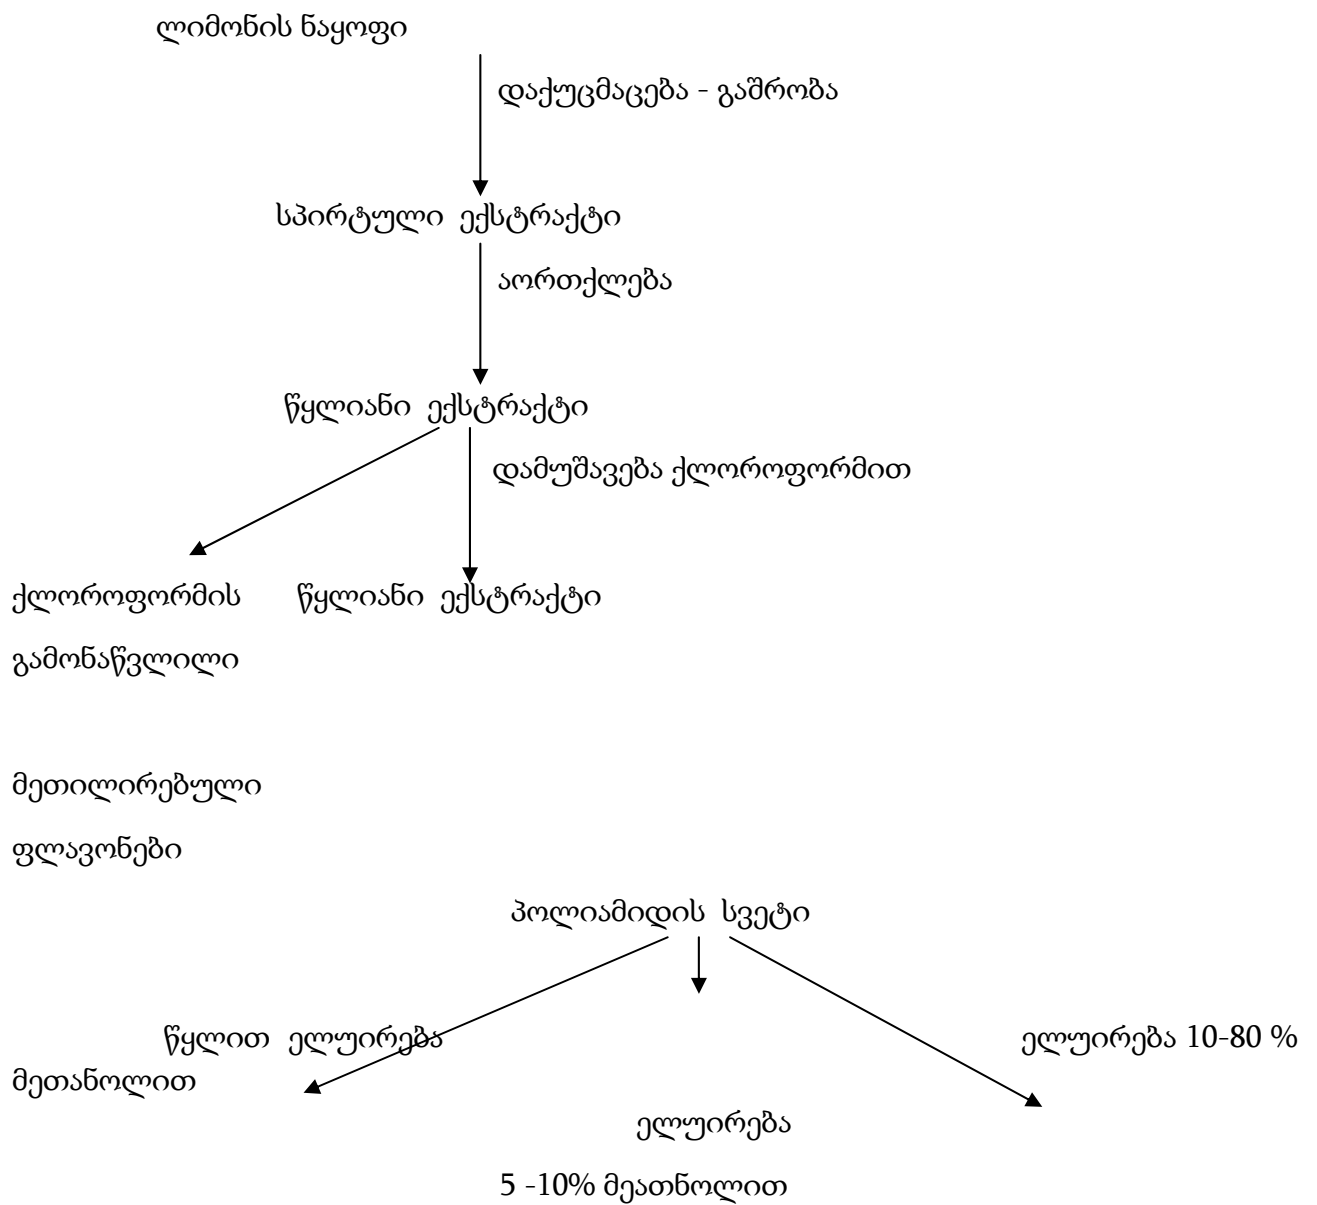 ლიმონის ნაყოფი
დაქუცმაცება - გაშრობა
სპირტული ექსტრაქტი
აორთქლება
წყლიანი ექსტრაქტი
დამუშავება ქლოროფორმით
ქლოროფორმის წყლიანი ექსტრაქტი
გამონაწვლილი
მეთილირებული
ფლავონები
პოლიამიდის სვეტი
წყლით ელუირება ელუირება 10-80 %
მეთანოლით
ელუირება
5 -10% მეათნოლით